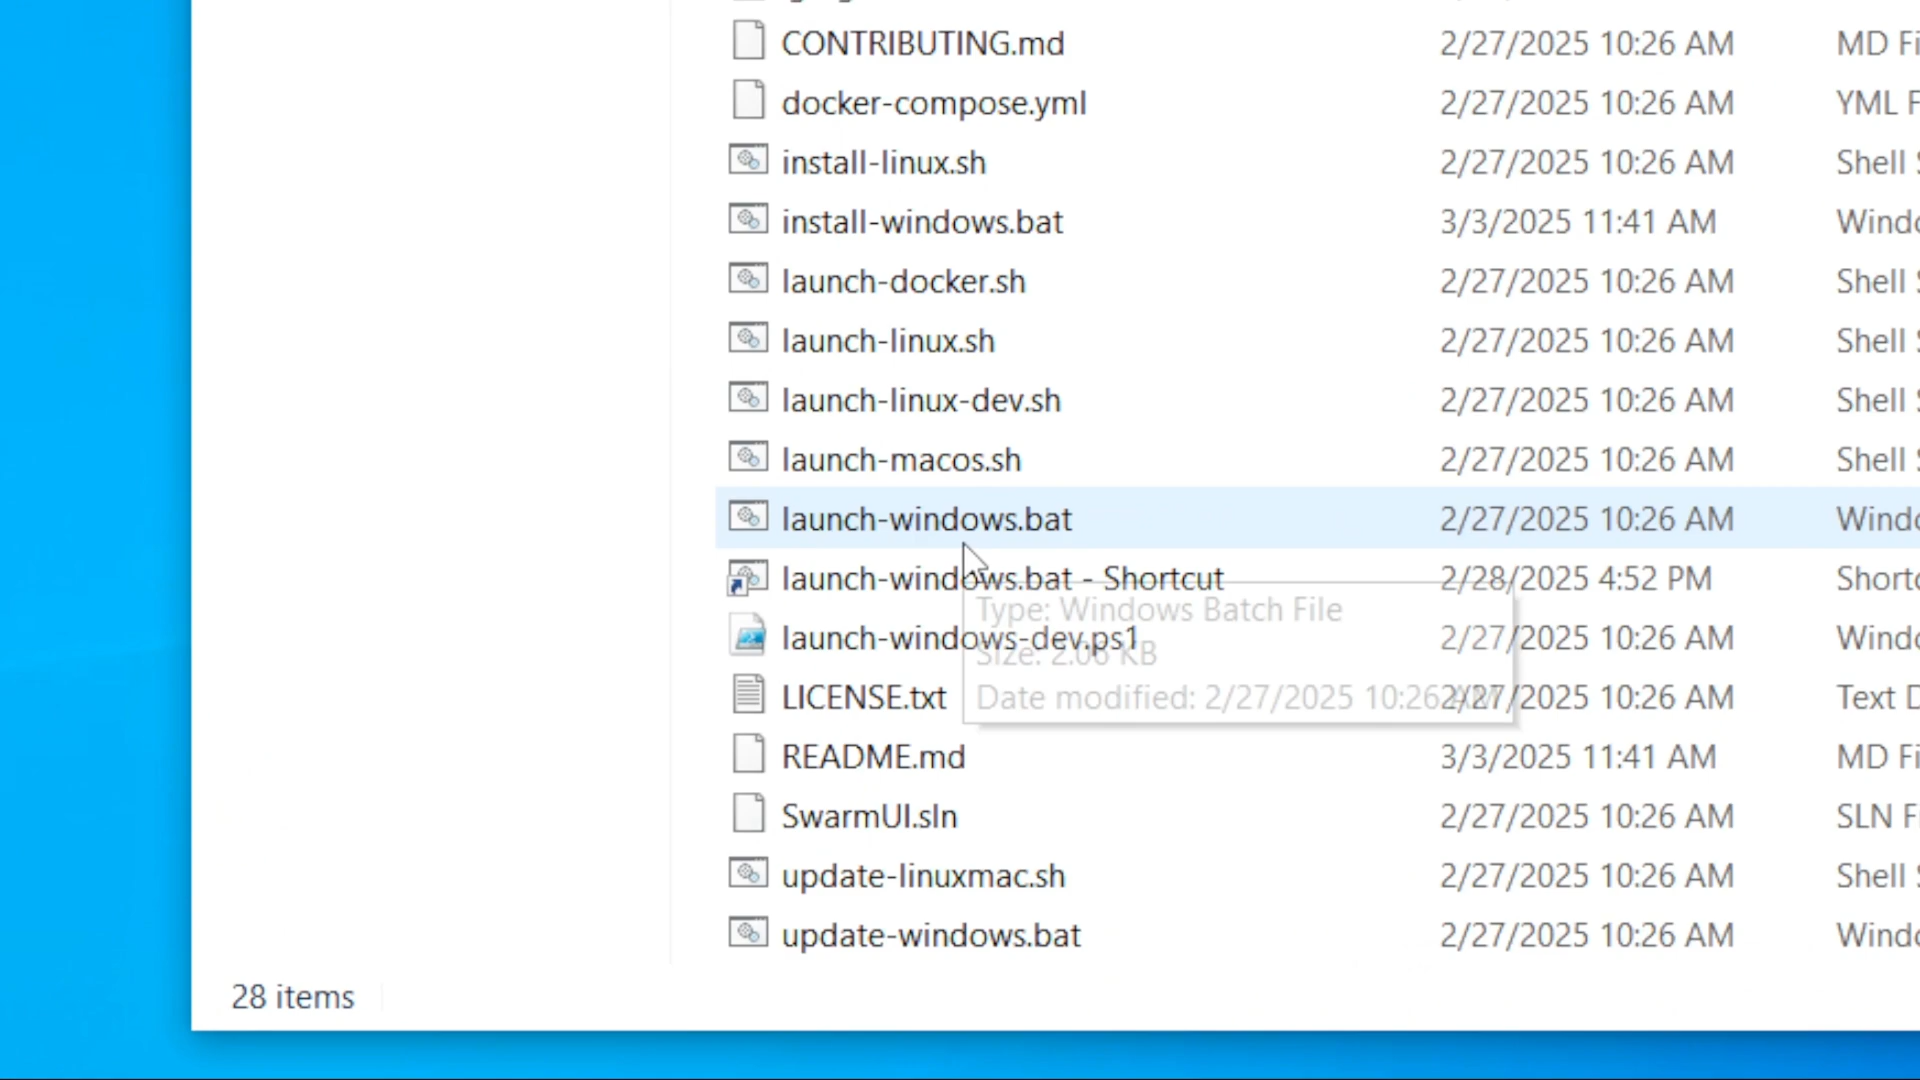 CONTRIBUTING.md 2/27/2025 10:26 AM MD Fi
docker-compose.yml 2/27/2025 10:26 AM YML F
install-linux.sh 2/27/2025 10:26 AM Shell S
install-windows.bat 3/3/2025 11:41 AM Windo
launch-docker.sh 2/27/2025 10:26 AM Shell S
launch-linux.sh 2/27/2025 10:26 AM Shell S
launch-linux-dev.sh 2/27/2025 10:26 AM Shell S
launch-macos.sh 2/27/2025 10:26 AM Shell S
launch-windows.bat 2/27/2025 10:26 AM Windo
launch-windows.bat - Shortcut 2/28/2025 4:52 PM Shortc
Type: Windows Batch File
launch-windows-dev.ps1 2/27/2025 10:26 AM Windo
Size: 2.06 KB
LICENSE.txt 2/27/2025 10:26 AM Text D
Date modified: 2/27/2025 10:26 AM
README.md 3/3/2025 11:41 AM MD Fi
SwarmUI.sln 2/27/2025 10:26 AM SLN F
update-linuxmac.sh 2/27/2025 10:26 AM Shell S
update-windows.bat 2/27/2025 10:26 AM Windo
28 items